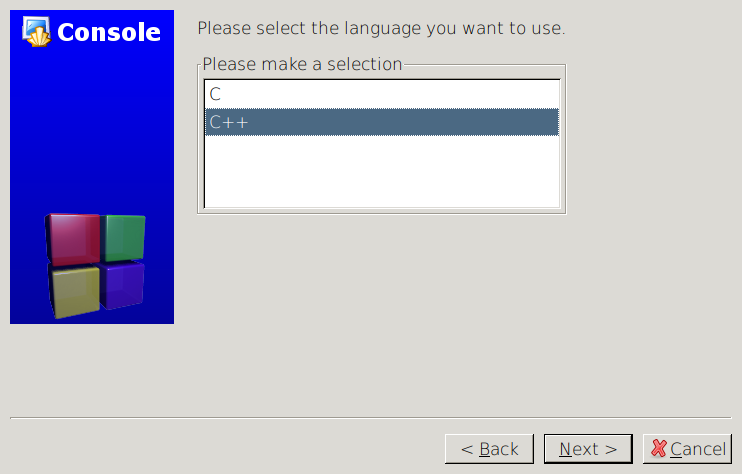 Console
Please select the language you want to use.
Please make a selection
C
C++
< Back
Next >
Cancel